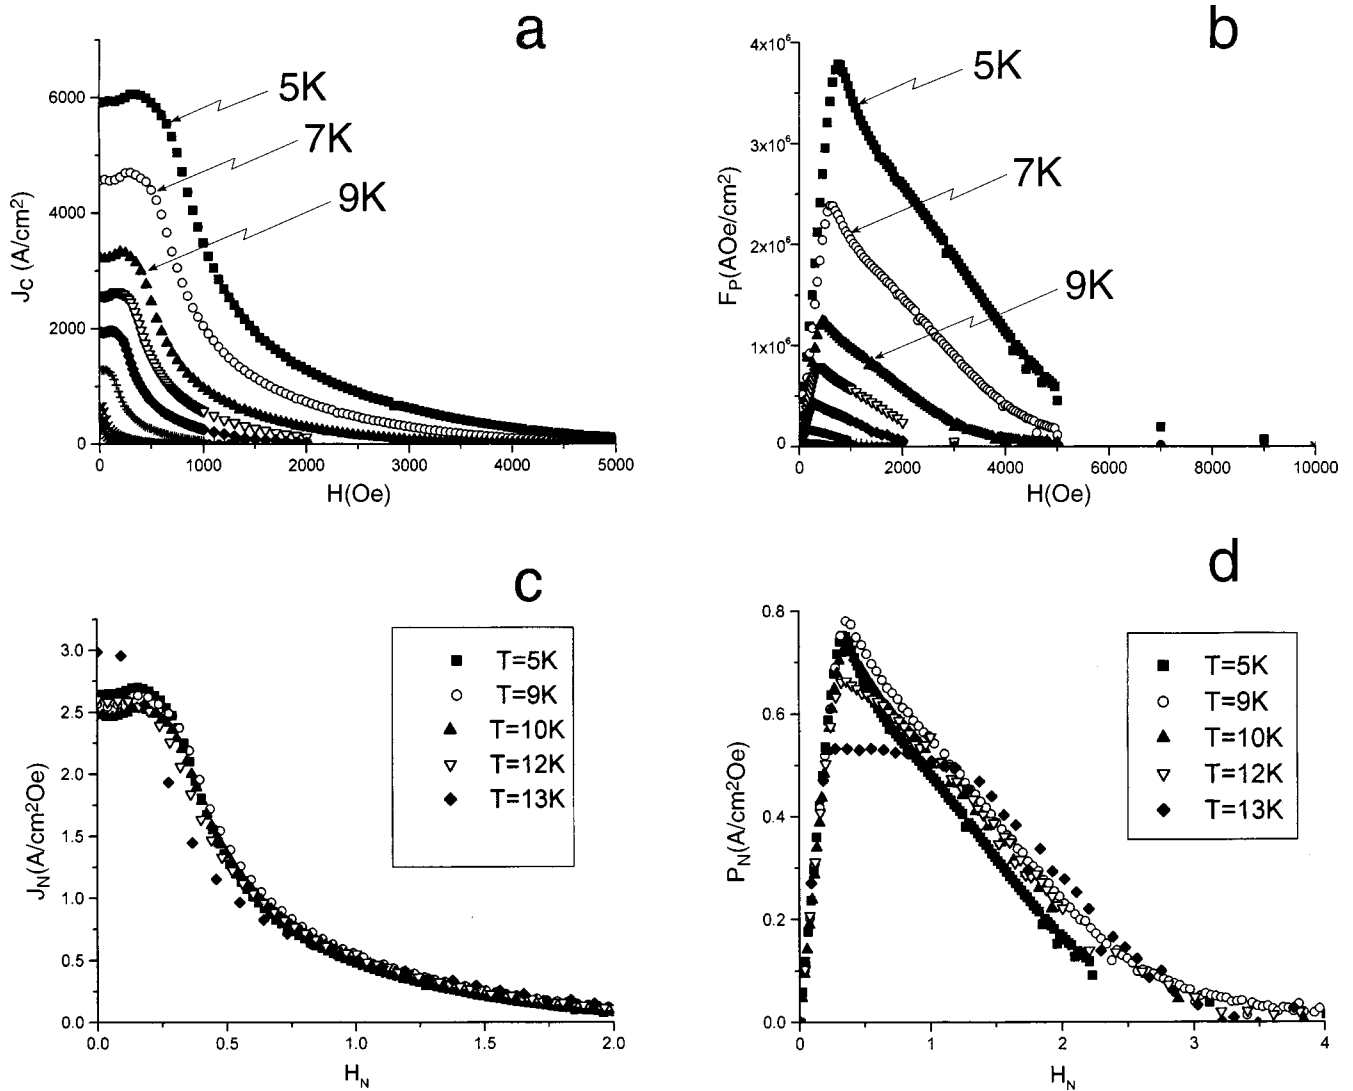 a
J_C (A/cm²)
6000
4000
2000
0
5K
7K
9K
0
1000
2000
3000
4000
5000
H(Oe)
b
F_P(AOe/cm²)
4x10⁶
3x10⁶
2x10⁶
1x10⁶
0
5K
7K
9K
0
2000
4000
6000
8000
10000
H(Oe)
c
J_N(A/cm²Oe)
3.0
2.5
2.0
1.5
1.0
0.5
0.0
T=5K
T=9K
T=10K
T=12K
T=13K
0.0
0.5
1.0
1.5
2.0
H_N
d
P_N(A/cm²Oe)
0.8
0.6
0.4
0.2
0.0
T=5K
T=9K
T=10K
T=12K
T=13K
0
1
2
3
4
H_N